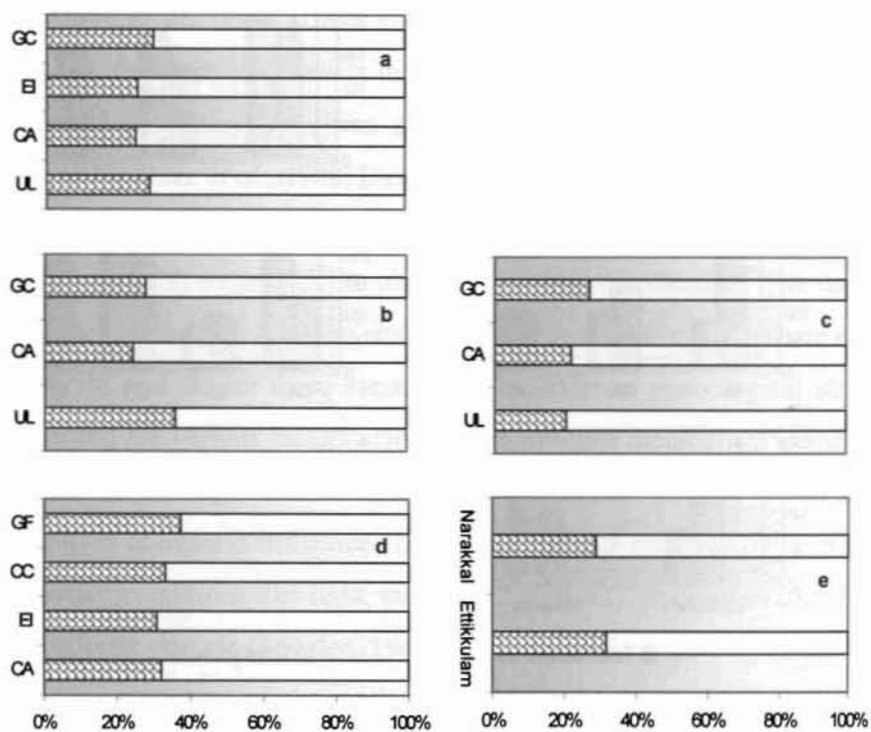 GC
EI
CA
UL
a
GC
CA
UL
b
GC
CA
UL
c
GF
CC
EI
CA
d
0% 20% 40% 60% 80% 100%
Narakkal
Ettikkulam
e
0% 20% 40% 60% 80% 100%